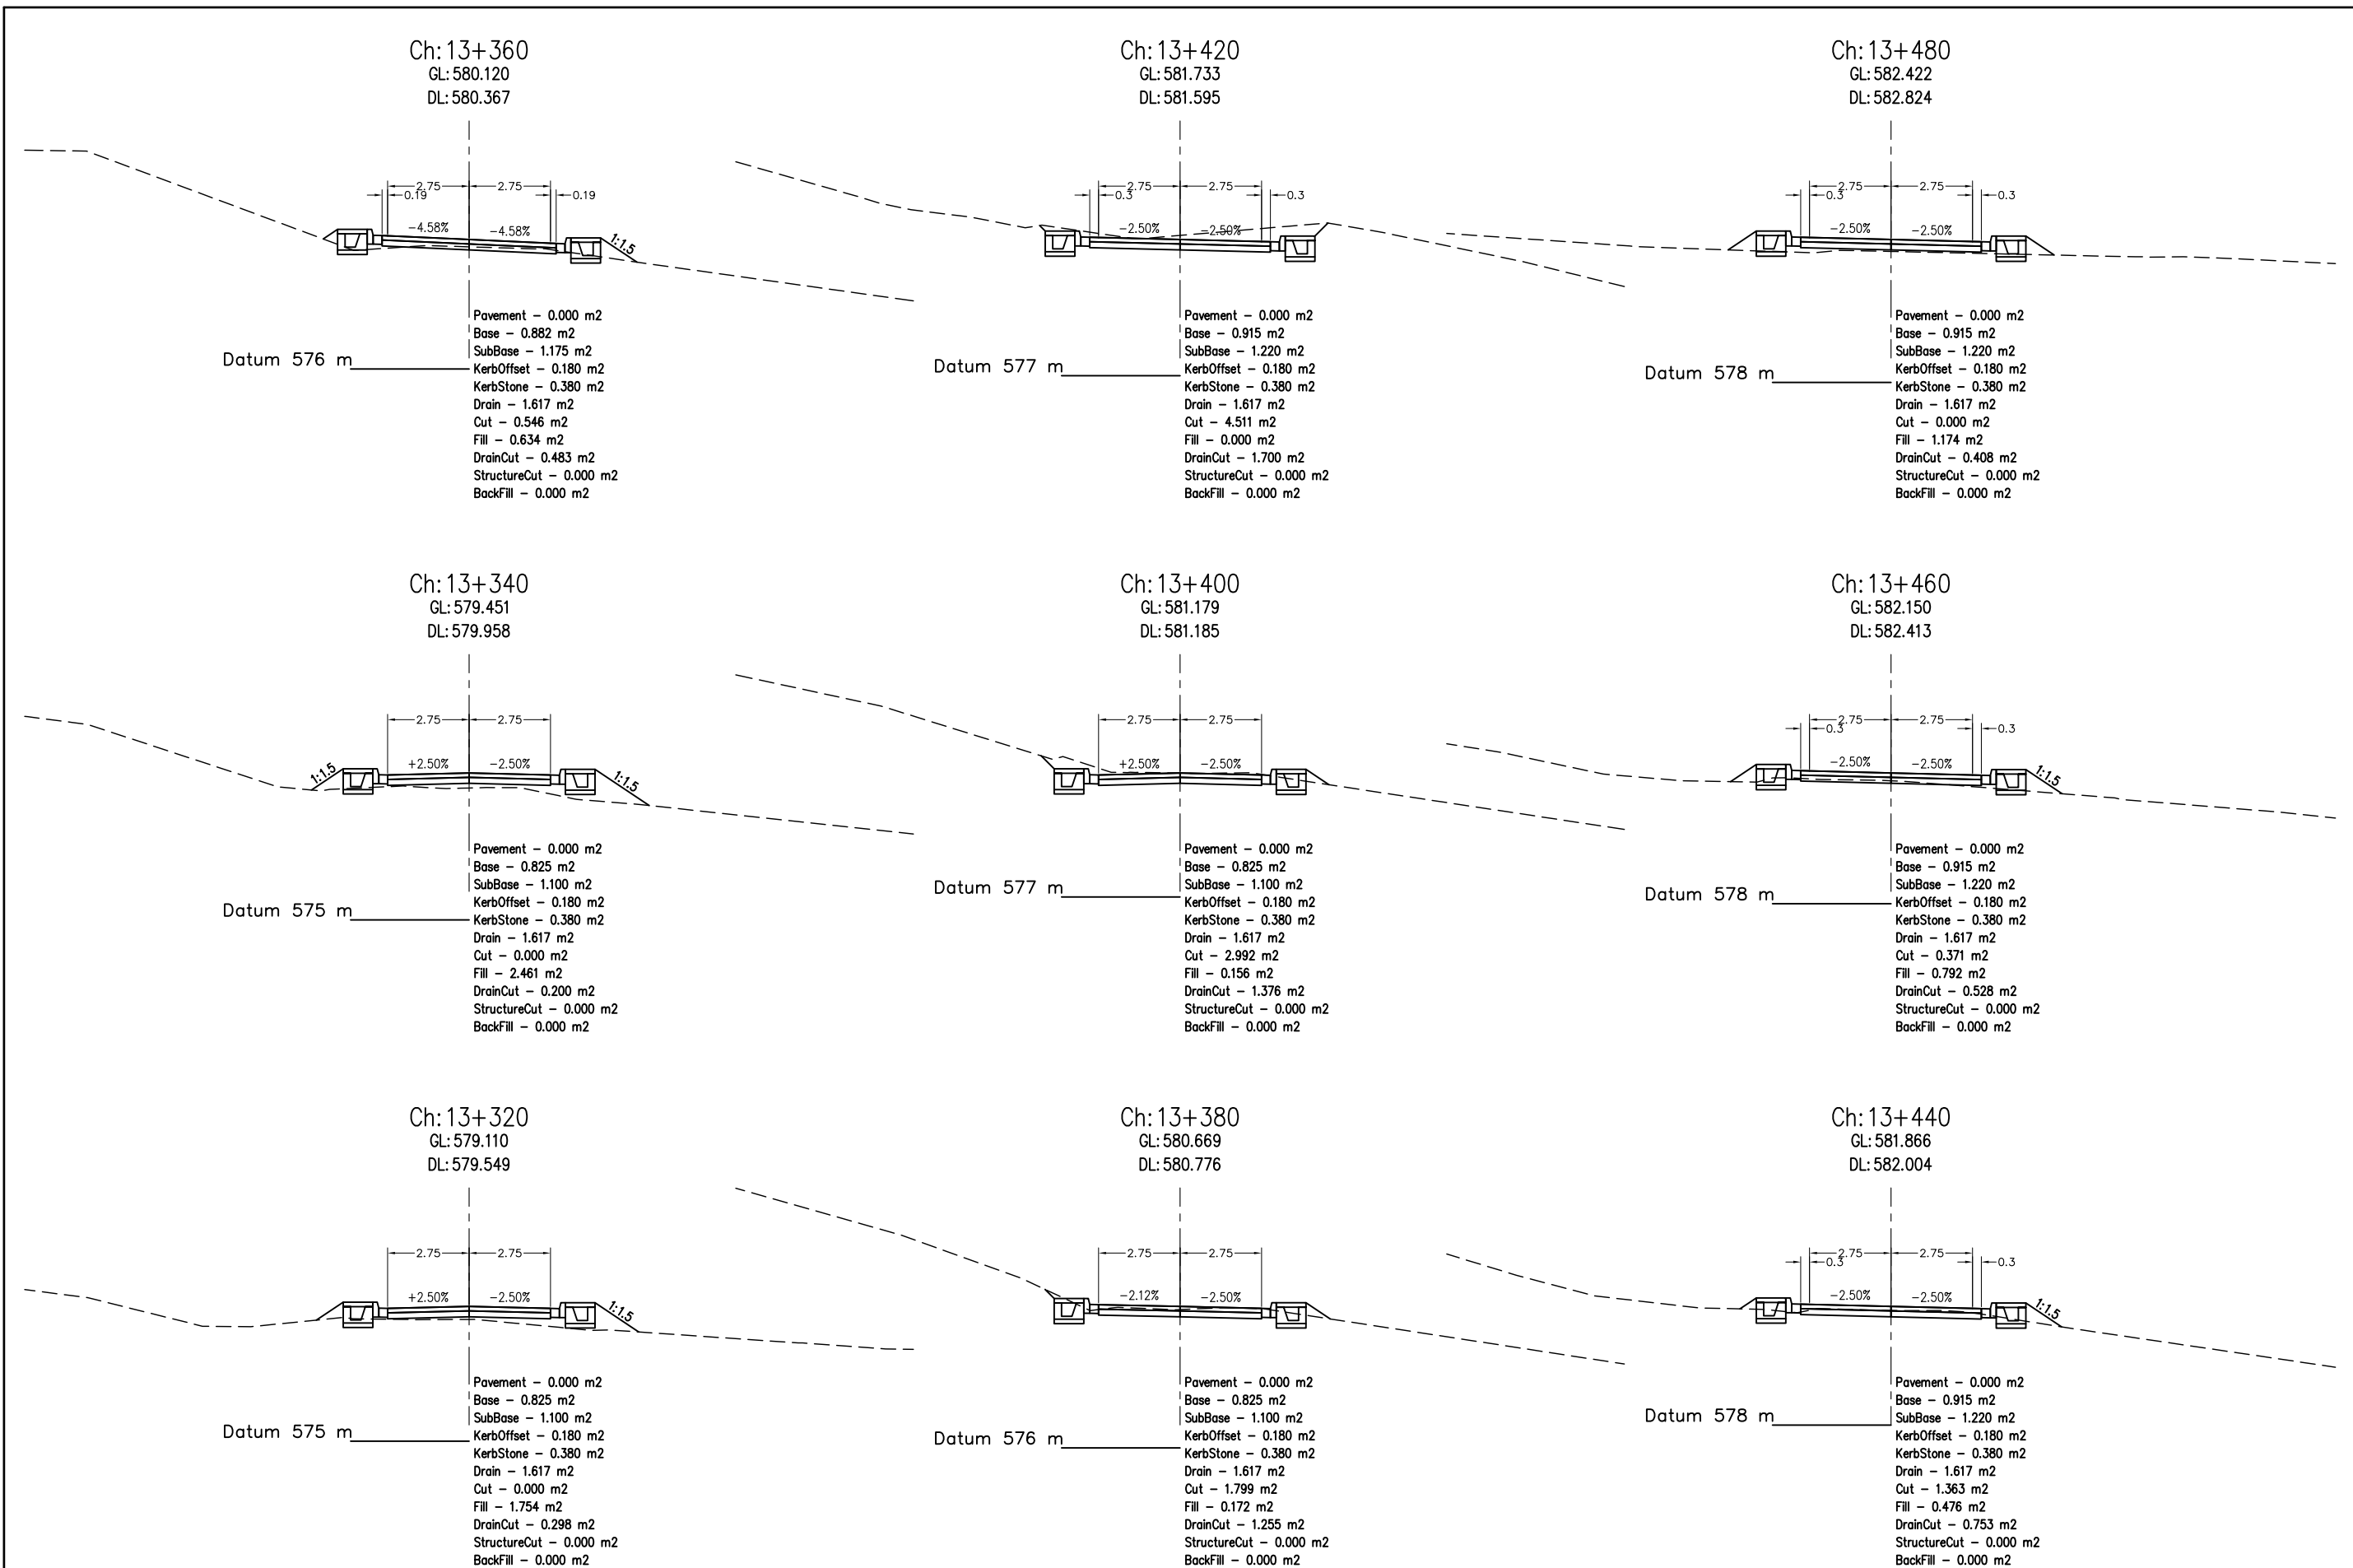 Ch:13+360
GL:580.120
DL:580.367
2.75 2.75
0.19 0.19
-4.58% -4.58%
1:1.5
Pavement - 0.000 m2
Base - 0.882 m2
SubBase - 1.175 m2
Datum 576 m
KerbOffset - 0.180 m2
KerbStone - 0.380 m2
Drain - 1.617 m2
Cut - 0.546 m2
Fill - 0.634 m2
DrainCut - 0.483 m2
StructureCut - 0.000 m2
BackFill - 0.000 m2
Ch:13+420
GL:581.733
DL:581.595
2.75 2.75
0.3 0.3
-2.50% -2.50%
Pavement - 0.000 m2
Base - 0.915 m2
SubBase - 1.220 m2
Datum 577 m
KerbOffset - 0.180 m2
KerbStone - 0.380 m2
Drain - 1.617 m2
Cut - 4.511 m2
Fill - 0.000 m2
DrainCut - 1.700 m2
StructureCut - 0.000 m2
BackFill - 0.000 m2
Ch:13+480
GL:582.422
DL:582.824
2.75 2.75
0.3 0.3
-2.50% -2.50%
Pavement - 0.000 m2
Base - 0.915 m2
SubBase - 1.220 m2
KerbOffset - 0.180 m2
Datum 578 m
KerbStone - 0.380 m2
Drain - 1.617 m2
Cut - 0.000 m2
Fill - 1.174 m2
DrainCut - 0.408 m2
StructureCut - 0.000 m2
BackFill - 0.000 m2
Ch:13+340
GL:579.451
DL:579.958
2.75 2.75
+2.50% -2.50%
1:1.5 1:1.5
Pavement - 0.000 m2
Base - 0.825 m2
SubBase - 1.100 m2
KerbOffset - 0.180 m2
Datum 575 m
KerbStone - 0.380 m2
Drain - 1.617 m2
Cut - 0.000 m2
Fill - 2.461 m2
DrainCut - 0.200 m2
StructureCut - 0.000 m2
BackFill - 0.000 m2
Ch:13+400
GL:581.179
DL:581.185
2.75 2.75
+2.50% -2.50%
Pavement - 0.000 m2
Base - 0.825 m2
SubBase - 1.100 m2
Datum 577 m
KerbOffset - 0.180 m2
KerbStone - 0.380 m2
Drain - 1.617 m2
Cut - 2.992 m2
Fill - 0.156 m2
DrainCut - 1.376 m2
StructureCut - 0.000 m2
BackFill - 0.000 m2
Ch:13+460
GL:582.150
DL:582.413
2.75 2.75
0.3 0.3
-2.50% -2.50%
1:1.5
Pavement - 0.000 m2
Base - 0.915 m2
SubBase - 1.220 m2
Datum 578 m
KerbOffset - 0.180 m2
KerbStone - 0.380 m2
Drain - 1.617 m2
Cut - 0.371 m2
Fill - 0.792 m2
DrainCut - 0.528 m2
StructureCut - 0.000 m2
BackFill - 0.000 m2
Ch:13+320
GL:579.110
DL:579.549
2.75 2.75
+2.50% -2.50%
1:1.5
Pavement - 0.000 m2
Base - 0.825 m2
SubBase - 1.100 m2
Datum 575 m
KerbOffset - 0.180 m2
KerbStone - 0.380 m2
Drain - 1.617 m2
Cut - 0.000 m2
Fill - 1.754 m2
DrainCut - 0.298 m2
StructureCut - 0.000 m2
BackFill - 0.000 m2
Ch:13+380
GL:580.669
DL:580.776
2.75 2.75
-2.12% -2.50%
Pavement - 0.000 m2
Base - 0.825 m2
SubBase - 1.100 m2
KerbOffset - 0.180 m2
Datum 576 m
KerbStone - 0.380 m2
Drain - 1.617 m2
Cut - 1.799 m2
Fill - 0.172 m2
DrainCut - 1.255 m2
StructureCut - 0.000 m2
BackFill - 0.000 m2
Ch:13+440
GL:581.866
DL:582.004
2.75 2.75
0.3 0.3
-2.50% -2.50%
1:1.5
Pavement - 0.000 m2
Base - 0.915 m2
Datum 578 m
SubBase - 1.220 m2
KerbOffset - 0.180 m2
KerbStone - 0.380 m2
Drain - 1.617 m2
Cut - 1.363 m2
Fill - 0.476 m2
DrainCut - 0.753 m2
StructureCut - 0.000 m2
BackFill - 0.000 m2